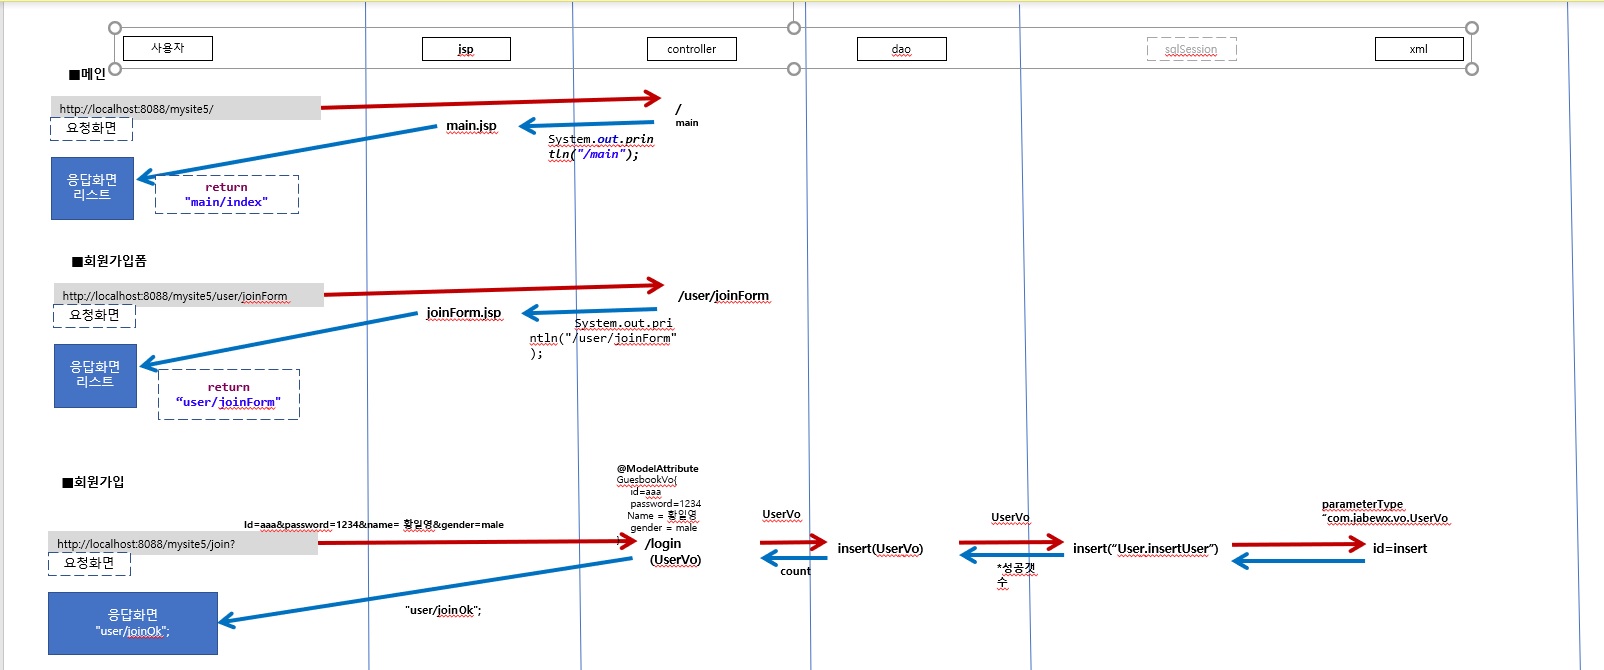 사용자
jsp
controller
dao
sqlSession
xml
■메인
http://localhost:8088/mysite5/
요청화면
/
main
main.jsp
System.out.prin
tln("/main");
응답화면
리스트
return
"main/index"
■회원가입폼
http://localhost:8088/mysite5/user/joinForm
요청화면
/user/joinForm
joinForm.jsp
System.out.pri
ntln("/user/joinForm"
);
응답화면
리스트
return
“user/joinForm"
■회원가입
@ModelAttribute
GuesbookVo{
id=aaa
password=1234
Name = 황일영
gender = male
}
Id=aaa&password=1234&name= 황일영&gender=male
http://localhost:8088/mysite5/join?
요청화면
/login
(UserVo)
UserVo
count
insert(UserVo)
UserVo
*성공갯
수
insert(“User.insertUser”)
parameterType
“com.jabewx.vo.UserVo
id=insert
"user/joinOk";
응답화면
"user/joinOk";